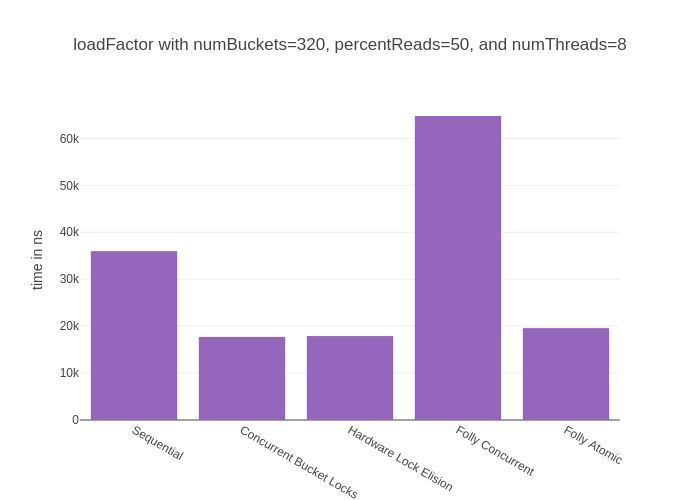 loadFactor with numBuckets=320, percentReads=50, and numThreads=8
time in ns
60k
50k
40k
30k
20k
10k
0
Sequential
Concurrent Bucket Locks
Hardware Lock Elision
Folly Concurrent
Folly Atomic